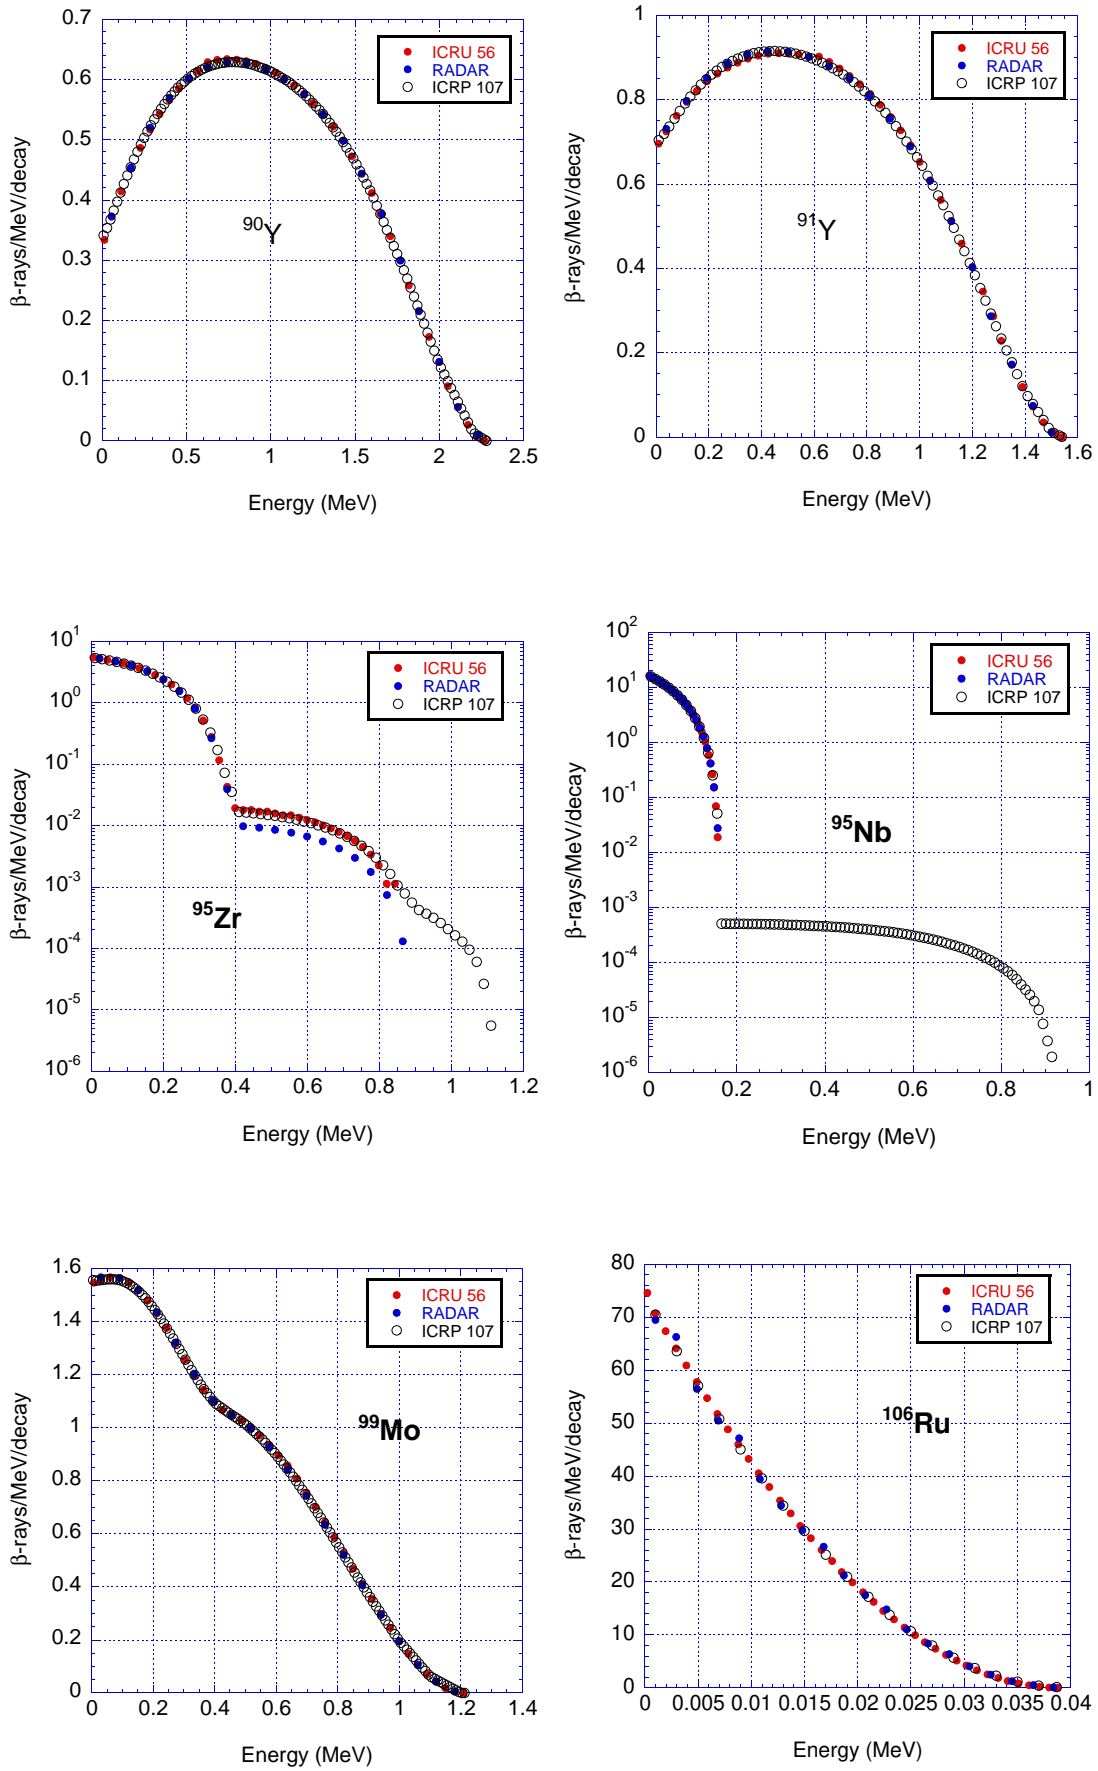 0.7
0.6
0.5
0.4
0.3
0.2
0.1
0
β-rays/MeV/decay
ICRU 56
RADAR
ICRP 107
⁹⁰Y
0 0.5 1 1.5 2 2.5
Energy (MeV)
1
0.8
0.6
0.4
0.2
0
β-rays/MeV/decay
ICRU 56
RADAR
ICRP 107
⁹¹Y
0 0.2 0.4 0.6 0.8 1 1.2 1.4 1.6
Energy (MeV)
10¹
10⁰
10⁻¹
10⁻²
10⁻³
10⁻⁴
10⁻⁵
10⁻⁶
β-rays/MeV/decay
ICRU 56
RADAR
ICRP 107
⁹⁵Zr
0 0.2 0.4 0.6 0.8 1 1.2
Energy (MeV)
10²
10¹
10⁰
10⁻¹
10⁻²
10⁻³
10⁻⁴
10⁻⁵
10⁻⁶
β-rays/MeV/decay
ICRU 56
RADAR
ICRP 107
⁹⁵Nb
0 0.2 0.4 0.6 0.8 1
Energy (MeV)
1.6
1.4
1.2
1
0.8
0.6
0.4
0.2
0
β-rays/MeV/decay
ICRU 56
RADAR
ICRP 107
⁹⁹Mo
0 0.2 0.4 0.6 0.8 1 1.2 1.4
Energy (MeV)
80
70
60
50
40
30
20
10
0
β-rays/MeV/decay
ICRU 56
RADAR
ICRP 107
¹⁰⁶Ru
0 0.005 0.01 0.015 0.02 0.025 0.03 0.035 0.04
Energy (MeV)